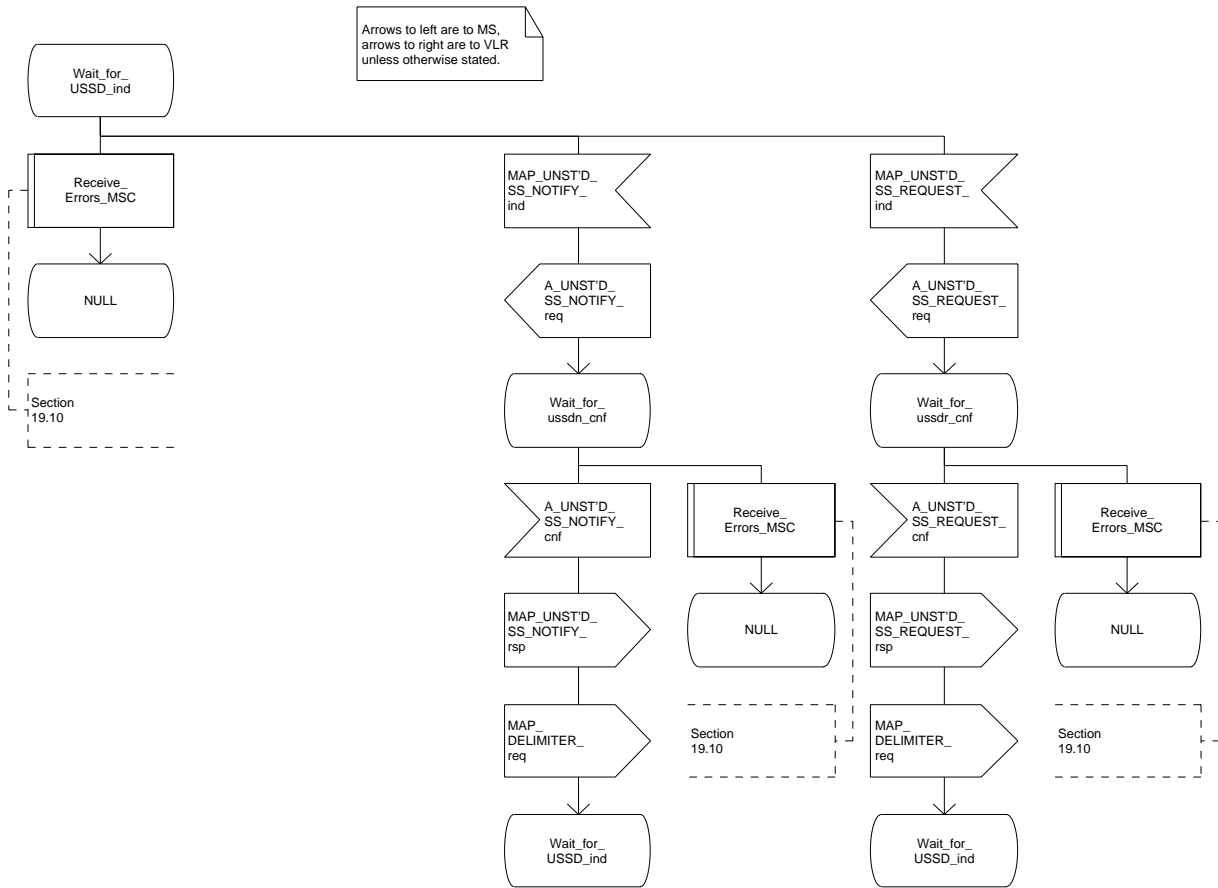 Arrows to left are to MS,
arrows to right are to VLR
unless otherwise stated.
Wait_for_
USSD_ind
Receive_
Errors_MSC
MAP_UNST'D_
SS_NOTIFY_
ind
MAP_UNST'D_
SS_REQUEST_
ind
NULL
A_UNST'D_
SS_NOTIFY_
req
A_UNST'D_
SS_REQUEST_
req
Section
19.10
Wait_for_
ussdn_cnf
Wait_for_
ussdr_cnf
A_UNST'D_
SS_NOTIFY_
cnf
Receive_
Errors_MSC
A_UNST'D_
SS_REQUEST_
cnf
Receive_
Errors_MSC
MAP_UNST'D_
SS_NOTIFY_
rsp
NULL
MAP_UNST'D_
SS_REQUEST_
rsp
NULL
MAP_
DELIMITER_
req
Section
19.10
MAP_
DELIMITER_
req
Section
19.10
Wait_for_
USSD_ind
Wait_for_
USSD_ind